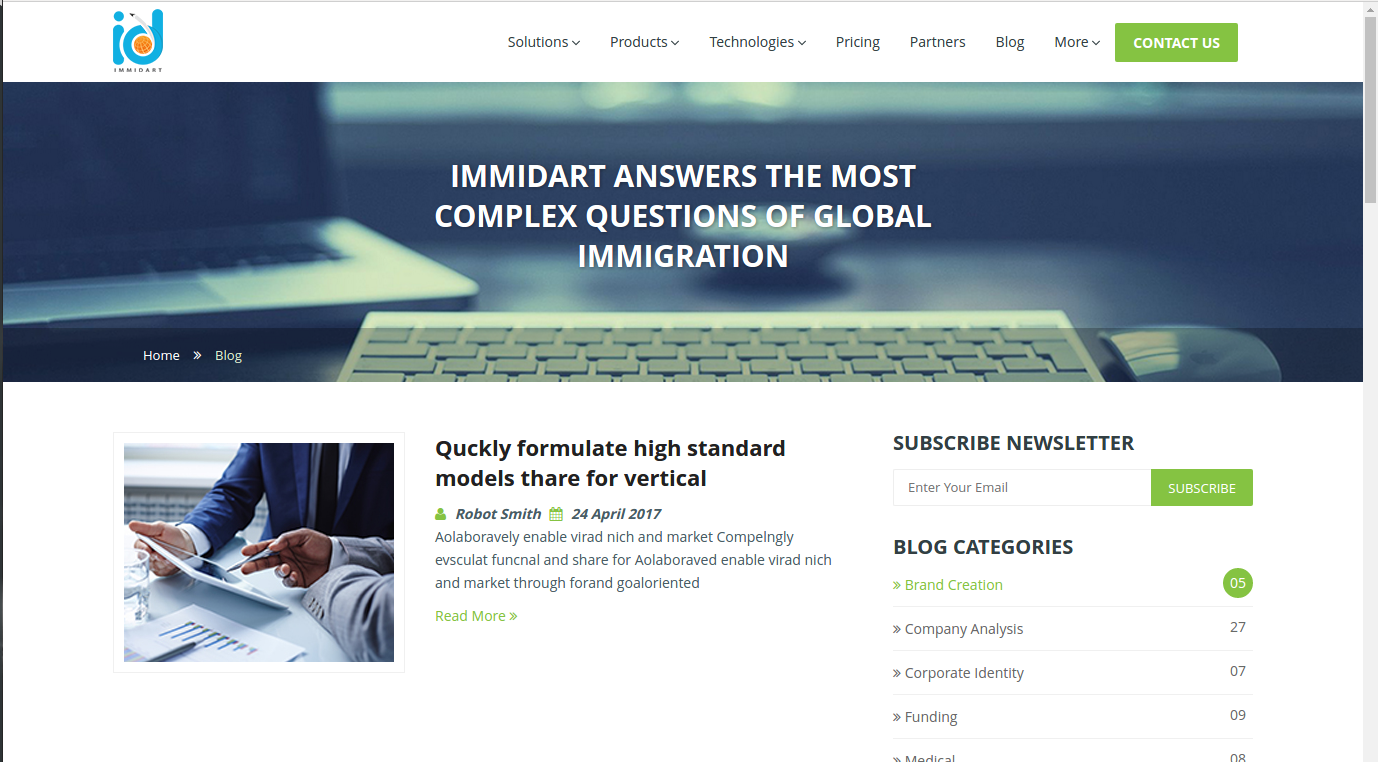 id
IMMIDART
Solutions Products Technologies Pricing Partners Blog More CONTACT US
IMMIDART ANSWERS THE MOST
COMPLEX QUESTIONS OF GLOBAL
IMMIGRATION
Home » Blog
Quckly formulate high standard
models thare for vertical
Robot Smith 24 April 2017
Aolaboravely enable virad nich and market Compelngly
evsculat funcnal and share for Aolaboraved enable virad nich
and market through forand goaloriented
Read More »
SUBSCRIBE NEWSLETTER
Enter Your Email SUBSCRIBE
BLOG CATEGORIES
» Brand Creation 05
» Company Analysis 27
» Corporate Identity 07
» Funding 09
» Medical 08